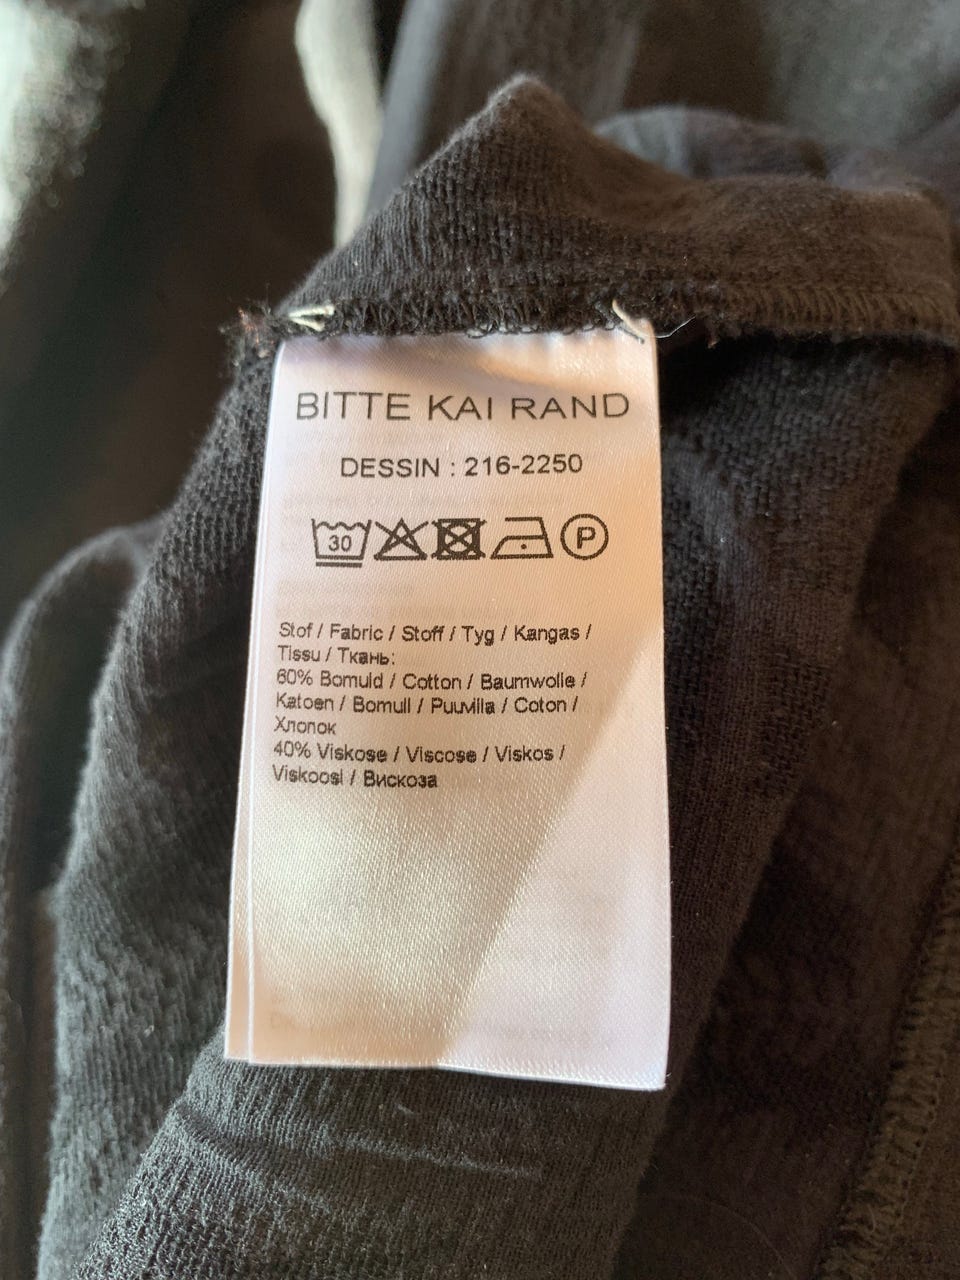 BITTE KAI RAND
DESSIN : 216-2250
30 P
Stof / Fabric / Stoff / Tyg / Kangas /
Tissu / Ткань:
60% Bomuld / Cotton / Baumwolle /
Katoen / Bomull / Puuvilla / Coton /
Хлопок
40% Viskose / Viscose / Viskos /
Viskoosi / Вискоза